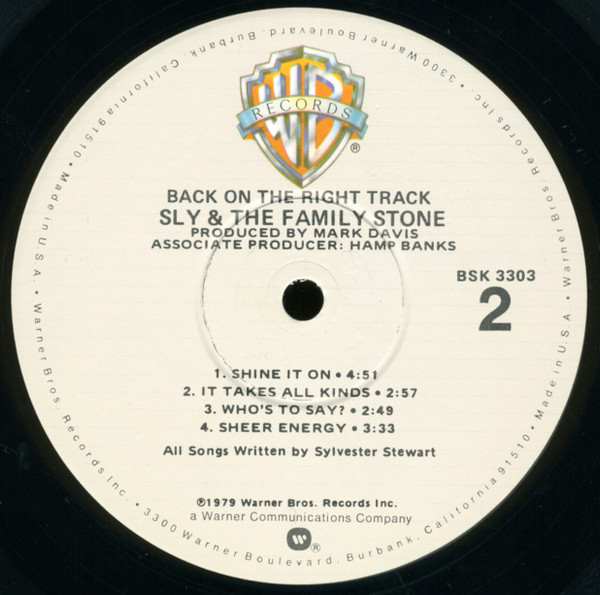 WB
RECORDS
®
BACK ON THE RIGHT TRACK
SLY & THE FAMILY STONE
PRODUCED BY MARK DAVIS
ASSOCIATE PRODUCER: HAMP BANKS
BSK 3303
2
1. SHINE IT ON • 4:51
2. IT TAKES ALL KINDS • 2:57
3. WHO'S TO SAY? • 2:49
4. SHEER ENERGY • 3:33
All Songs Written by Sylvester Stewart
℗1979 Warner Bros. Records Inc.
a Warner Communications Company
W®
Made in U.S.A. • Warner Bros. Records Inc. • 3300 Warner Boulevard, Burbank, California 91510 • Made in U.S.A. • Warner Bros. Records Inc. • 3300 Warner Boulevard, Burbank, California 91510 •